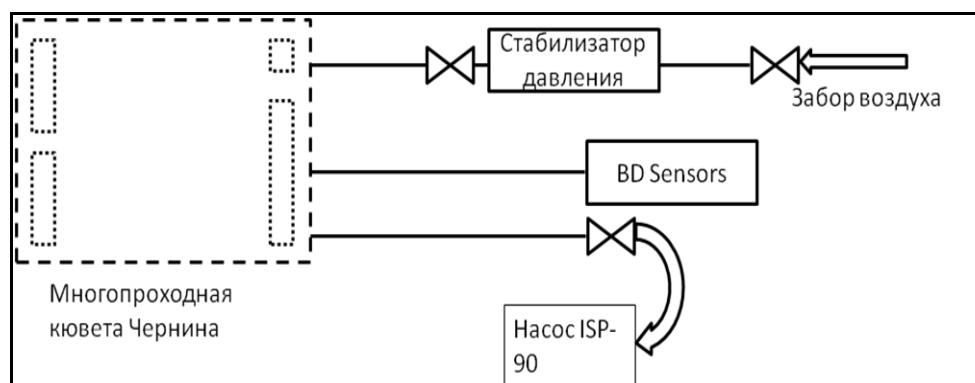 Стабилизатор
давления
Забор воздуха
BD Sensors
Многопроходная
кювета Чернина
Насос ISP-
90